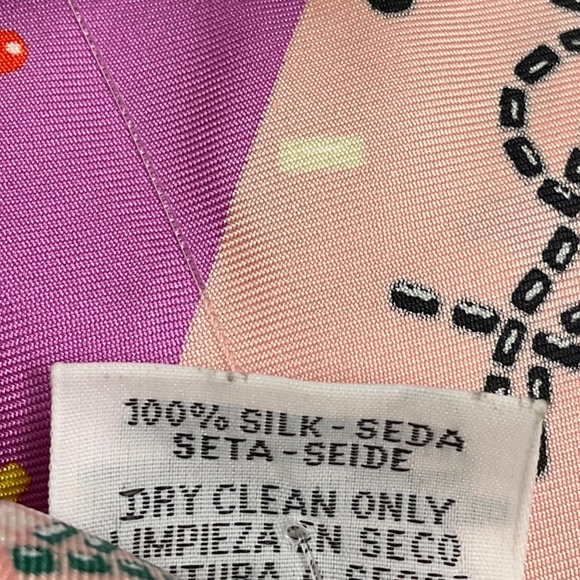 100% SILK - SEDA
SETA - SEIDE
DRY CLEAN ONLY
LIMPIEZA EN SECO